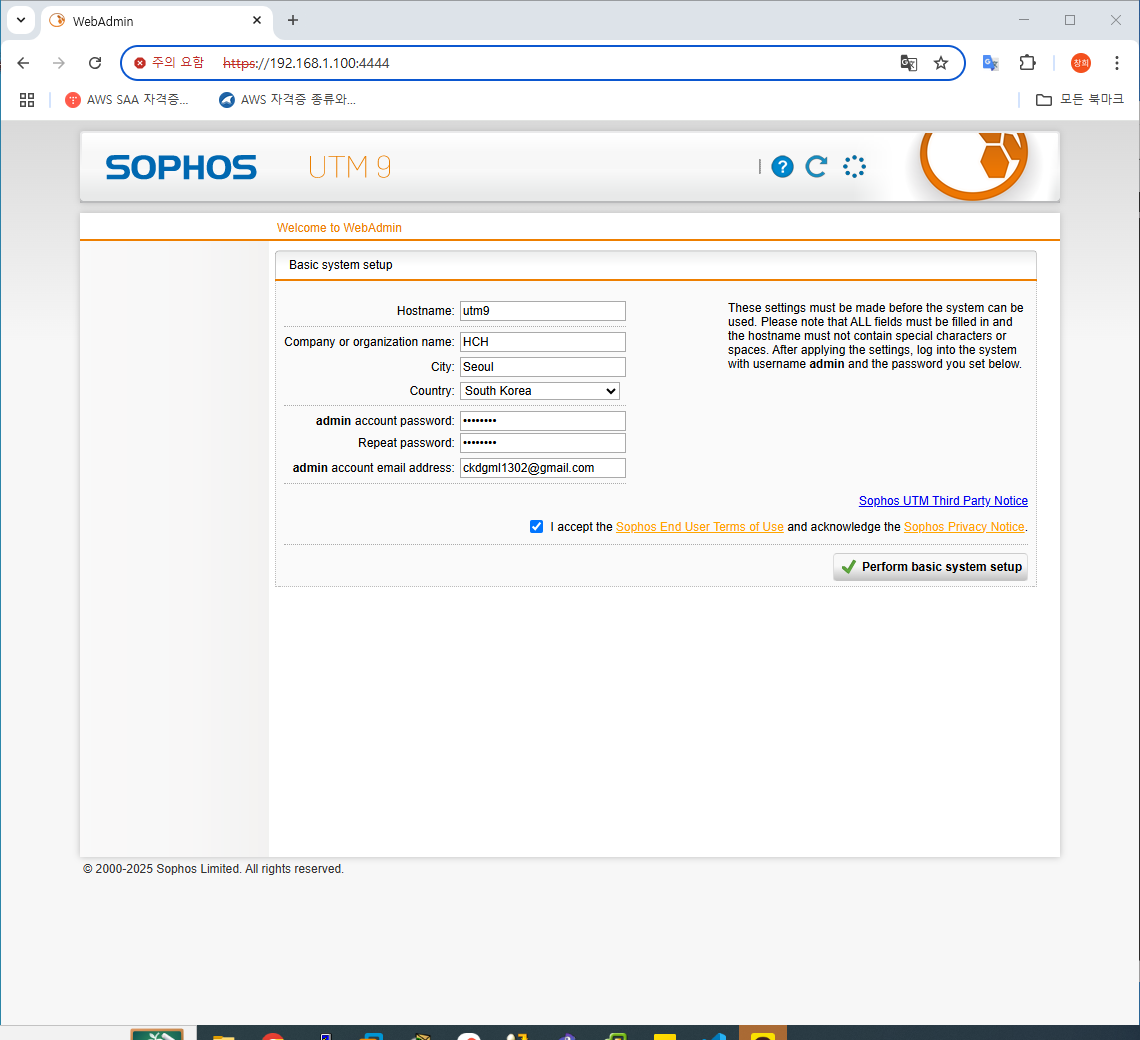 WebAdmin
주의 요함 https://192.168.1.100:4444
창희
AWS SAA 자격증... AWS 자격증 종류와... 모든 북마크
SOPHOS UTM 9
Welcome to WebAdmin
Basic system setup
Hostname: utm9
Company or organization name: HCH
City: Seoul
Country: South Korea
admin account password: ••••••••
Repeat password: ••••••••
admin account email address: ckdgml1302@gmail.com
These settings must be made before the system can be
used. Please note that ALL fields must be filled in and
the hostname must not contain special characters or
spaces. After applying the settings, log into the system
with username admin and the password you set below.
Sophos UTM Third Party Notice
I accept the Sophos End User Terms of Use and acknowledge the Sophos Privacy Notice.
Perform basic system setup
© 2000-2025 Sophos Limited. All rights reserved.